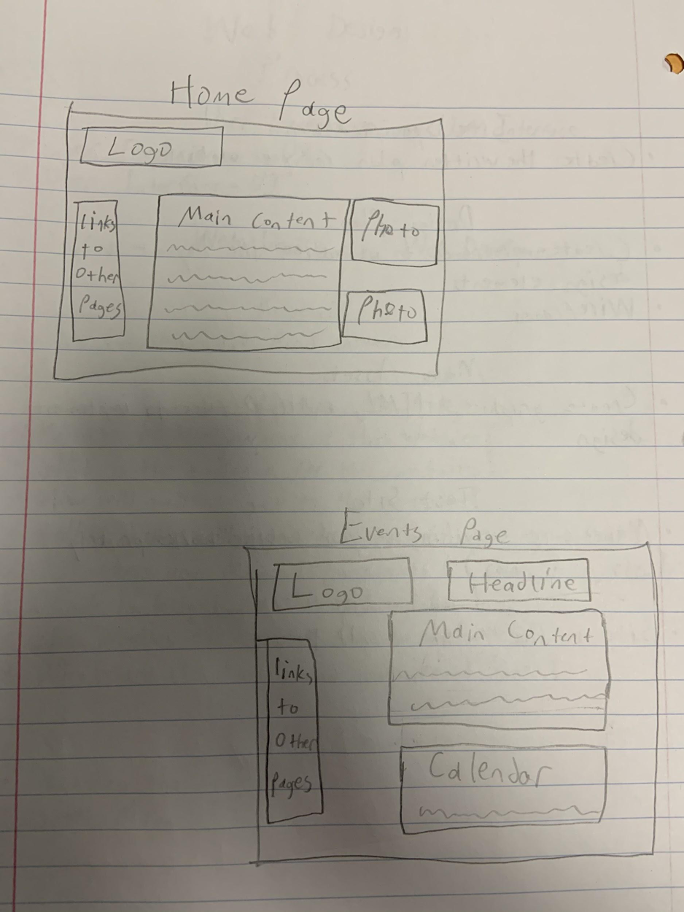 Home Page
Logo
links
to
Other
Pages
Main Content
Photo
Photo
Events Page
Logo
Headline
links
to
Other
Pages
Main Content
Calendar